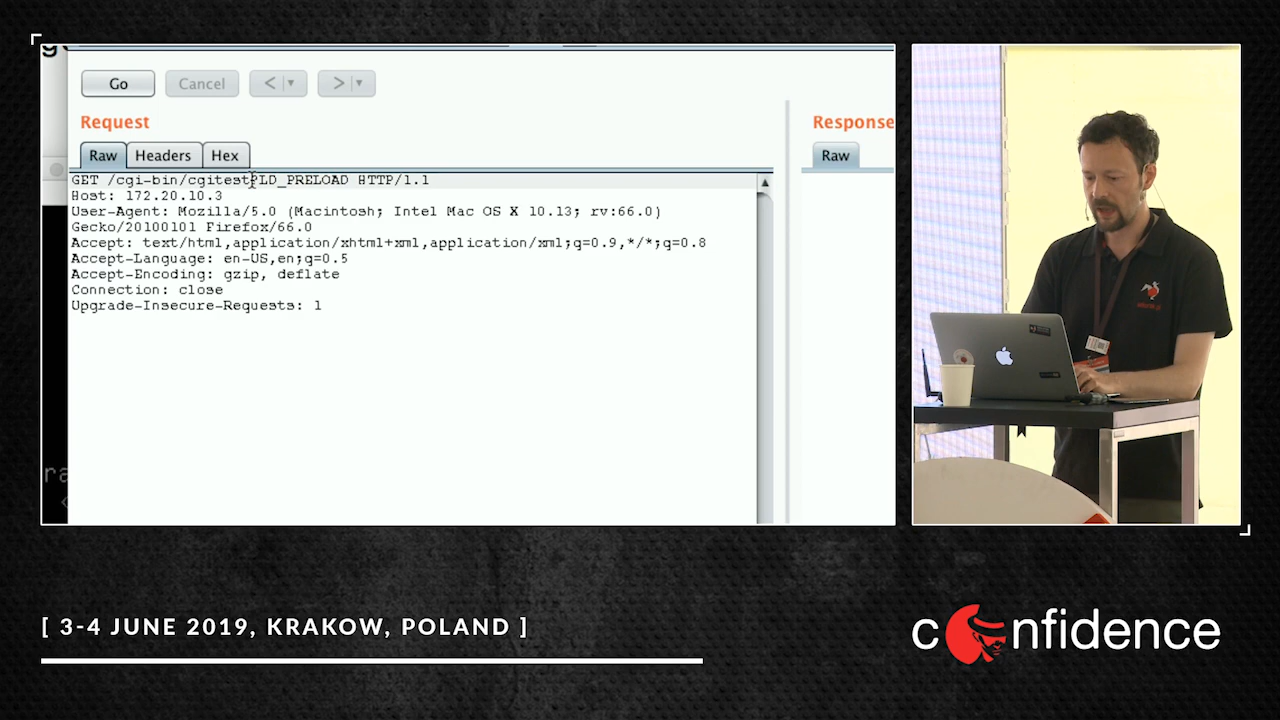 Go
Cancel
<
>
Request
Response
Raw
Headers
Hex
Raw
GET /cgi-bin/cgitest?LD_PRELOAD HTTP/1.1
Host: 172.20.10.3
User-Agent: Mozilla/5.0 (Macintosh; Intel Mac OS X 10.13; rv:66.0)
Gecko/20100101 Firefox/66.0
Accept: text/html,application/xhtml+xml,application/xml;q=0.9,*/*;q=0.8
Accept-Language: en-US,en;q=0.5
Accept-Encoding: gzip, deflate
Connection: close
Upgrade-Insecure-Requests: 1
ra
[ 3-4 JUNE 2019, KRAKOW, POLAND ]
confidence